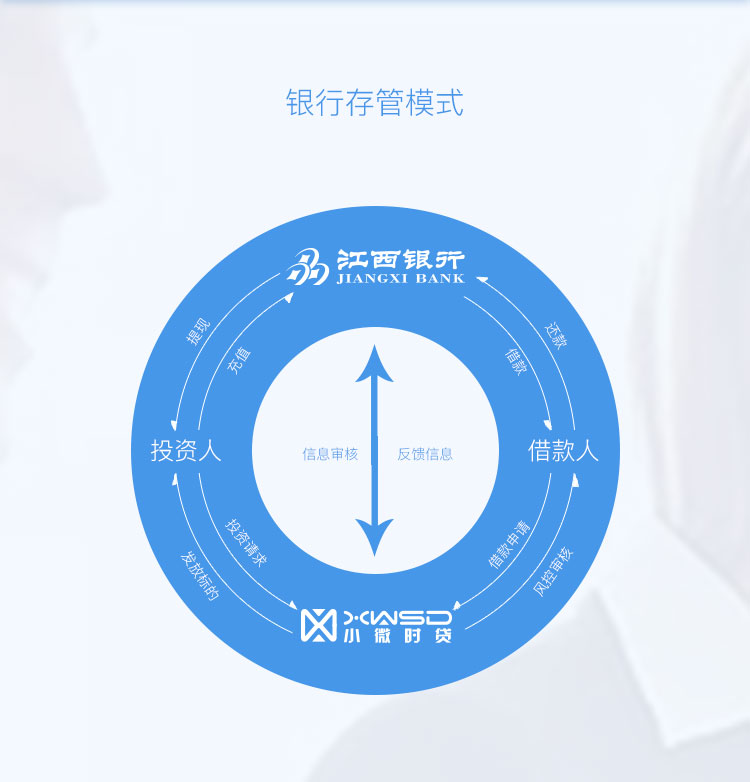 银行存管模式
江西银行
JIANGXI BANK
提现
充值
借款
还款
投资人
信息审核
反馈信息
借款人
投资请求
发放标的
借款申请
风控审核
XWSD
小微时贷